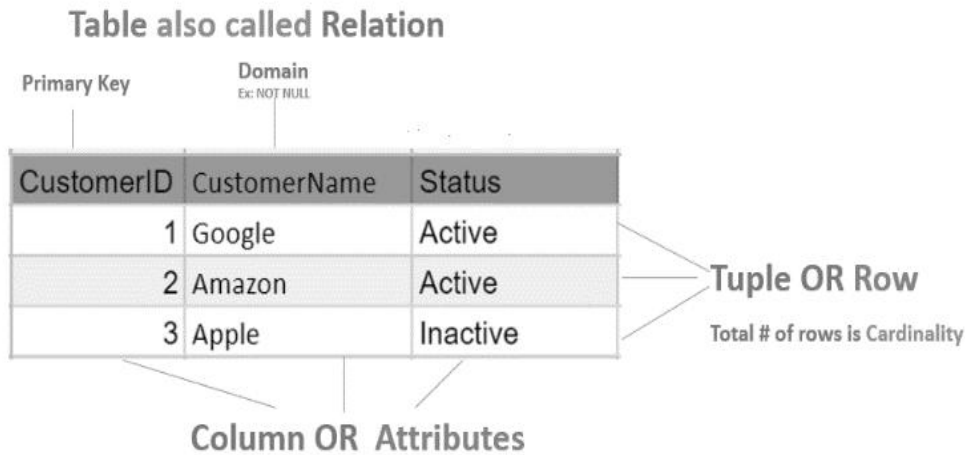 Table also called Relation
Primary Key
Domain
Ex: NOT NULL
CustomerID CustomerName Status
1 Google Active
2 Amazon Active
3 Apple Inactive
Tuple OR Row
Total # of rows is Cardinality
Column OR Attributes